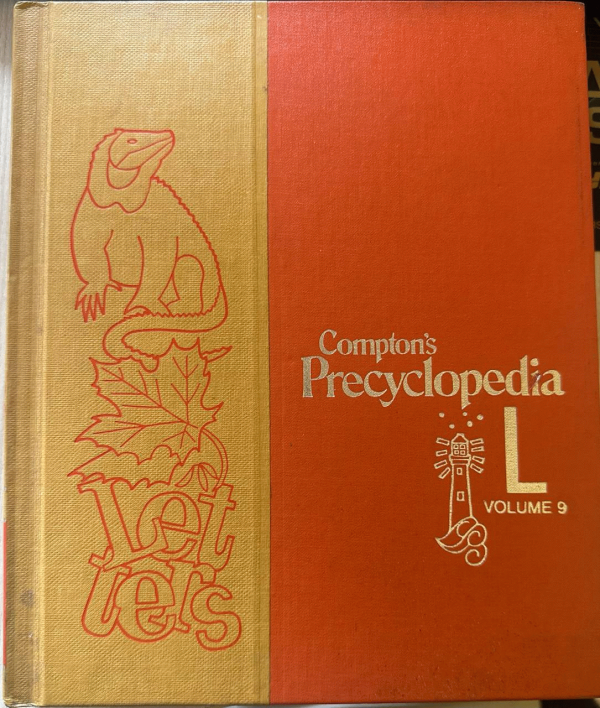 Compton's
Precyclopedia
L
VOLUME 9
Let
ters